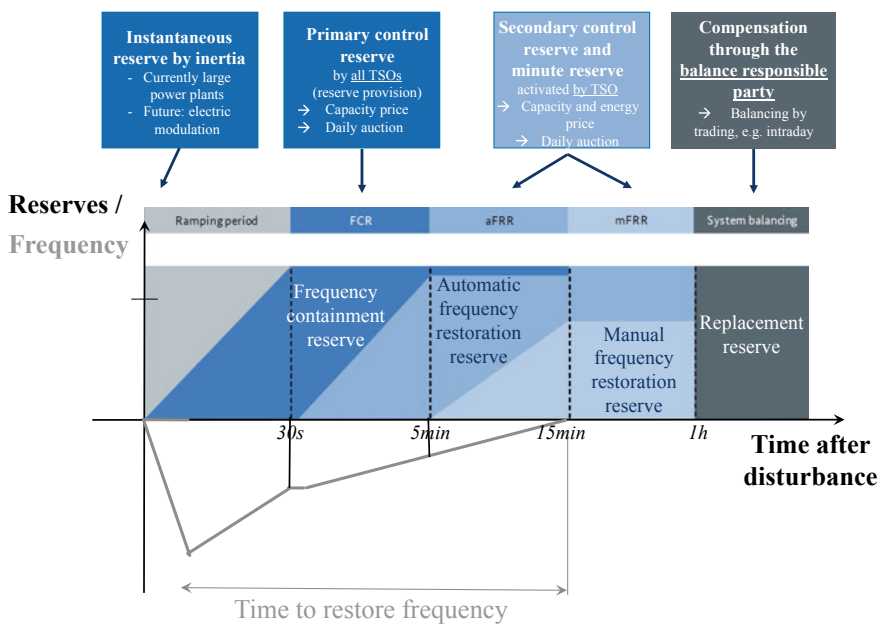 Instantaneous
reserve by inertia
- Currently large
power plants
- Future: electric
modulation
Primary control
reserve
by all TSOs
(reserve provision)
→ Capacity price
→ Daily auction
Secondary control
reserve and
minute reserve
activated by TSO
→ Capacity and energy
price
→ Daily auction
Compensation
through the
balance responsible
party
→ Balancing by
trading, e.g. intraday
Reserves /
Frequency
Ramping period
FCR
aFRR
mFRR
System balancing
Frequency
containment
reserve
Automatic
frequency
restoration
reserve
Manual
frequency
restoration
reserve
Replacement
reserve
30s
5min
15min
1h
Time after
disturbance
Time to restore frequency